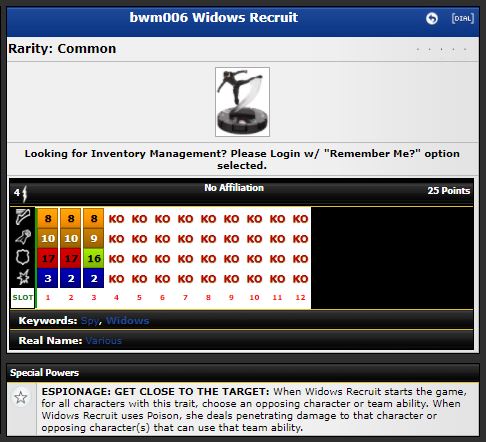 bwm006 Widows Recruit
[DIAL]
Rarity: Common
Looking for Inventory Management? Please Login w/ "Remember Me?" option
selected.
4 No Affiliation 25 Points
8 8 8 KO KO KO KO KO KO KO KO KO
10 10 9 KO KO KO KO KO KO KO KO KO
17 17 16 KO KO KO KO KO KO KO KO KO
3 2 2 KO KO KO KO KO KO KO KO KO
SLOT 1 2 3 4 5 6 7 8 9 10 11 12
Keywords: Spy, Widows
Real Name: Various
Special Powers
ESPIONAGE: GET CLOSE TO THE TARGET: When Widows Recruit starts the game,
for all characters with this trait, choose an opposing character or team ability. When
Widows Recruit uses Poison, she deals penetrating damage to that character or
opposing character(s) that can use that team ability.